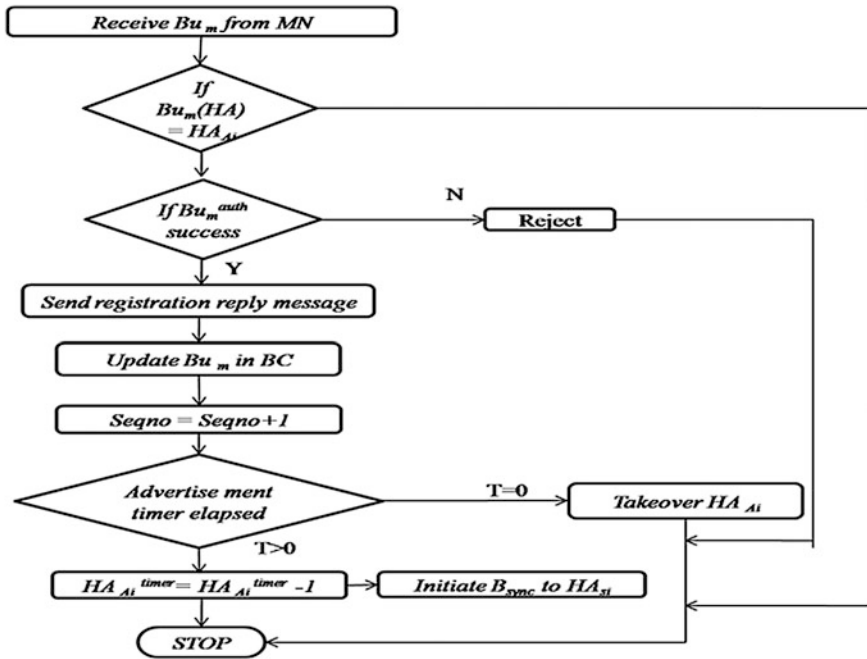 Receive Bu m from MN
If
Bu m (HA)
= HA Ai
If Bu m auth
success
N
Reject
Y
Send registration reply message
Update Bu m in BC
Seqno = Seqno+1
Advertise ment
timer elapsed
T=0
Takeover HA Ai
T>0
HA Ai timer = HA Ai timer -1
Initiate B sync to HA si
STOP